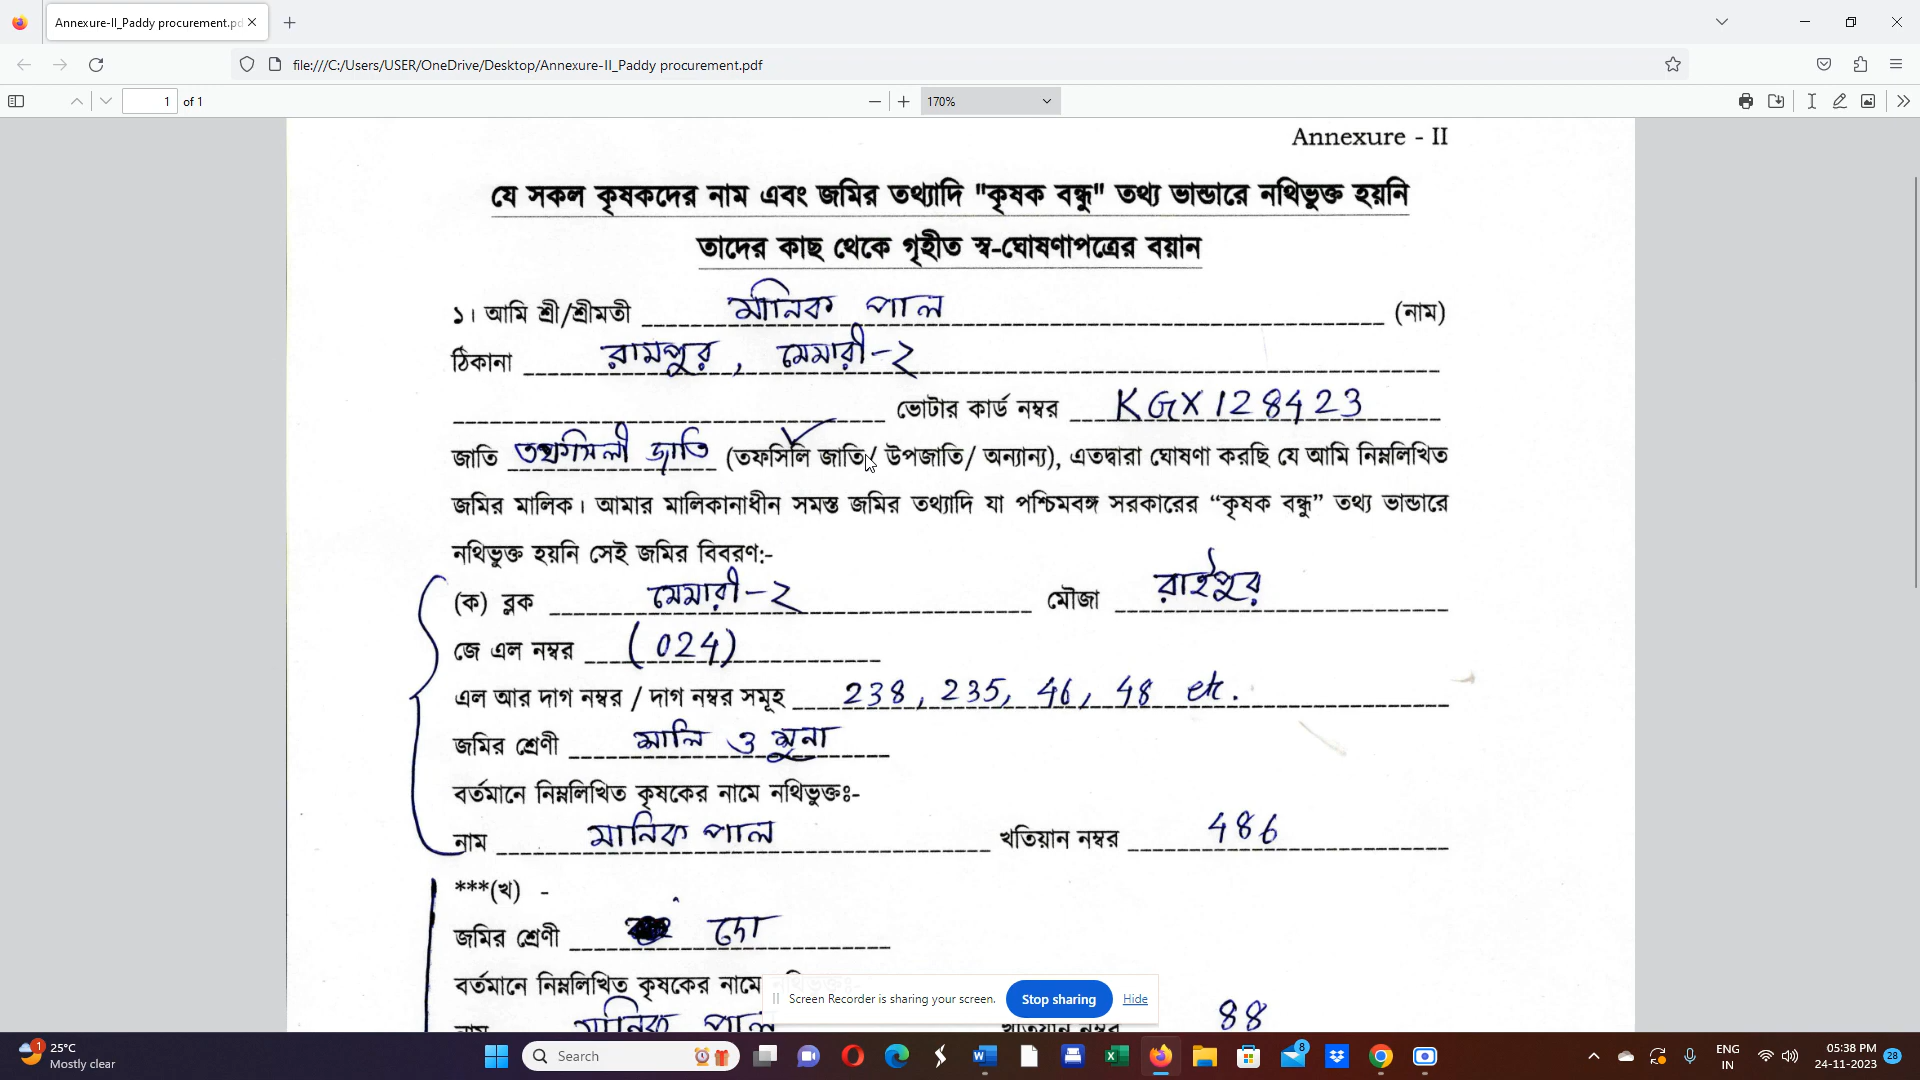 Annexure-II_Paddy procurement.pd
file:///C:/Users/USER/OneDrive/Desktop/Annexure-II_Paddy procurement.pdf
1 of 1
170%
Annexure - II
যে সকল কৃষকদের নাম এবং জমির তথ্যাদি "কৃষক বন্ধু" তথ্য ভান্ডারে নথিভুক্ত হয়নি
তাদের কাছ থেকে গৃহীত স্ব-ঘোষণাপত্রের বয়ান
১। আমি শ্রী/শ্রীমতী মানিক পাল (নাম)
ঠিকানা রামপুর, মেমারী-২
ভোটার কার্ড নম্বর KGX128423
জাতি তপসিলী জাতি (তফসিলি জাতি/ উপজাতি/ অন্যান্য), এতদ্বারা ঘোষণা করছি যে আমি নিম্নলিখিত
জমির মালিক। আমার মালিকানাধীন সমস্ত জমির তথ্যাদি যা পশ্চিমবঙ্গ সরকারের “কৃষক বন্ধু” তথ্য ভান্ডারে
নথিভুক্ত হয়নি সেই জমির বিবরণ:-
(ক) ব্লক মেমারী-২ মৌজা রাইপুর
জে এল নম্বর (024)
এল আর দাগ নম্বর / দাগ নম্বর সমূহ 238, 235, 46, 48 etc.
জমির শ্রেণী সালি ও সুনা
বর্তমানে নিম্নলিখিত কৃষকের নামে নথিভুক্তঃ-
নাম মানিক পাল খতিয়ান নম্বর 486
***(খ) -
জমির শ্রেণী ডো
বর্তমানে নিম্নলিখিত কৃষকের নামে
নাম মানিক পাল খতিয়ান নম্বর 88
Screen Recorder is sharing your screen. Stop sharing Hide
25°C
Mostly clear
Search
ENG
IN
05:38 PM
24-11-2023
28